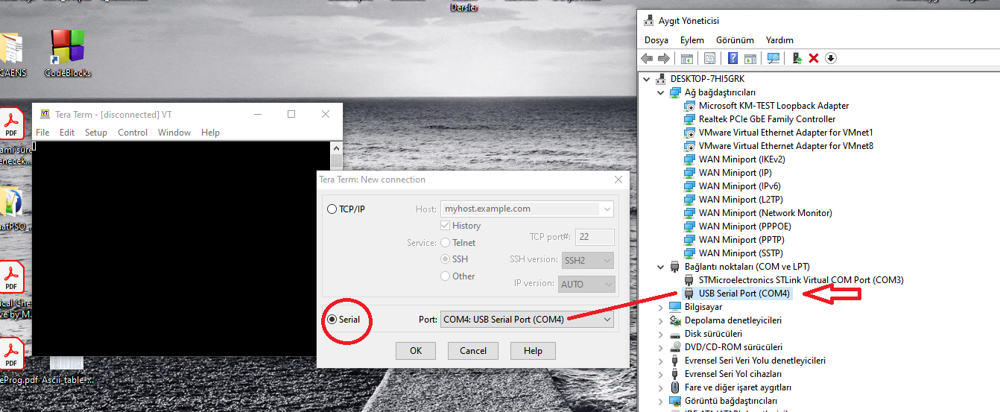 Dersler
CAENS
CodeBlocks
PDF
ami süre
enecek...
atPSO_...
PDF
ical Che
ve by M...
PDF
eProg.pdf
Ascii_table-...
VT
Tera Term - [disconnected] VT
File Edit Setup Control Window Help
Tera Term: New connection
TCP/IP
Host: myhost.example.com
History
Service: Telnet
TCP port#: 22
SSH
SSH version: SSH2
Other
IP version: AUTO
Serial
Port: COM4: USB Serial Port (COM4)
OK Cancel Help
Aygıt Yöneticisi
Dosya Eylem Görünüm Yardım
DESKTOP-7HI5GRK
Ağ bağdaştırıcıları
Microsoft KM-TEST Loopback Adapter
Realtek PCIe GbE Family Controller
VMware Virtual Ethernet Adapter for VMnet1
VMware Virtual Ethernet Adapter for VMnet8
WAN Miniport (IKEv2)
WAN Miniport (IP)
WAN Miniport (IPv6)
WAN Miniport (L2TP)
WAN Miniport (Network Monitor)
WAN Miniport (PPPOE)
WAN Miniport (PPTP)
WAN Miniport (SSTP)
Bağlantı noktaları (COM ve LPT)
STMicroelectronics STLink Virtual COM Port (COM3)
USB Serial Port (COM4)
Bilgisayar
Depolama denetleyicileri
Disk sürücüleri
DVD/CD-ROM sürücüleri
Evrensel Seri Veri Yolu denetleyicileri
Evrensel Seri Yol cihazları
Fare ve diğer işaret aygıtları
Görüntü bağdaştırıcıları
IDE ATA/ATAPI denetleyicileri